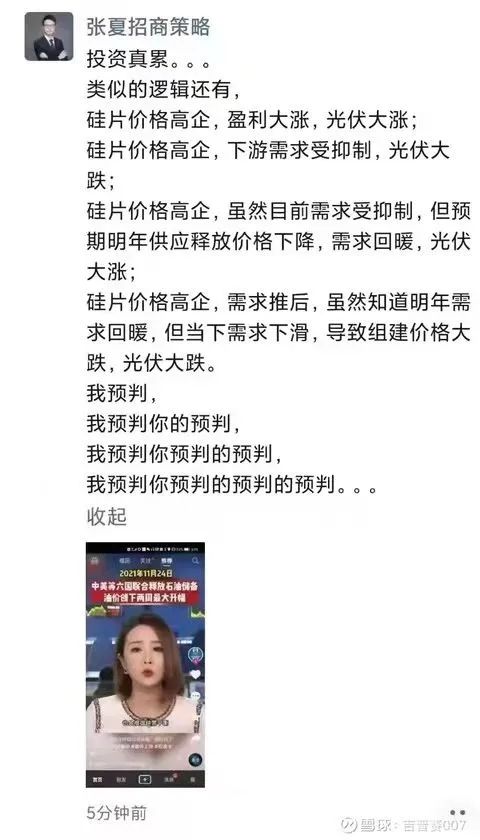 张夏招商策略
投资真累。。。
类似的逻辑还有，
硅片价格高企，盈利大涨，光伏大涨；
硅片价格高企，下游需求受抑制，光伏大
跌；
硅片价格高企，虽然目前需求受抑制，但预
期明年供应释放价格下降，需求回暖，光伏
大涨；
硅片价格高企，需求推后，虽然知道明年需
求回暖，但当下需求下滑，导致组建价格大
跌，光伏大跌。
我预判，
我预判你的预判，
我预判你预判的预判，
我预判你预判的预判的预判。。。
收起
关注 推荐
2021年11月24日
中美等六国联合释放石油储备
油价创下两周最大升幅
首页
我
5分钟前
雪球：吉普赛007